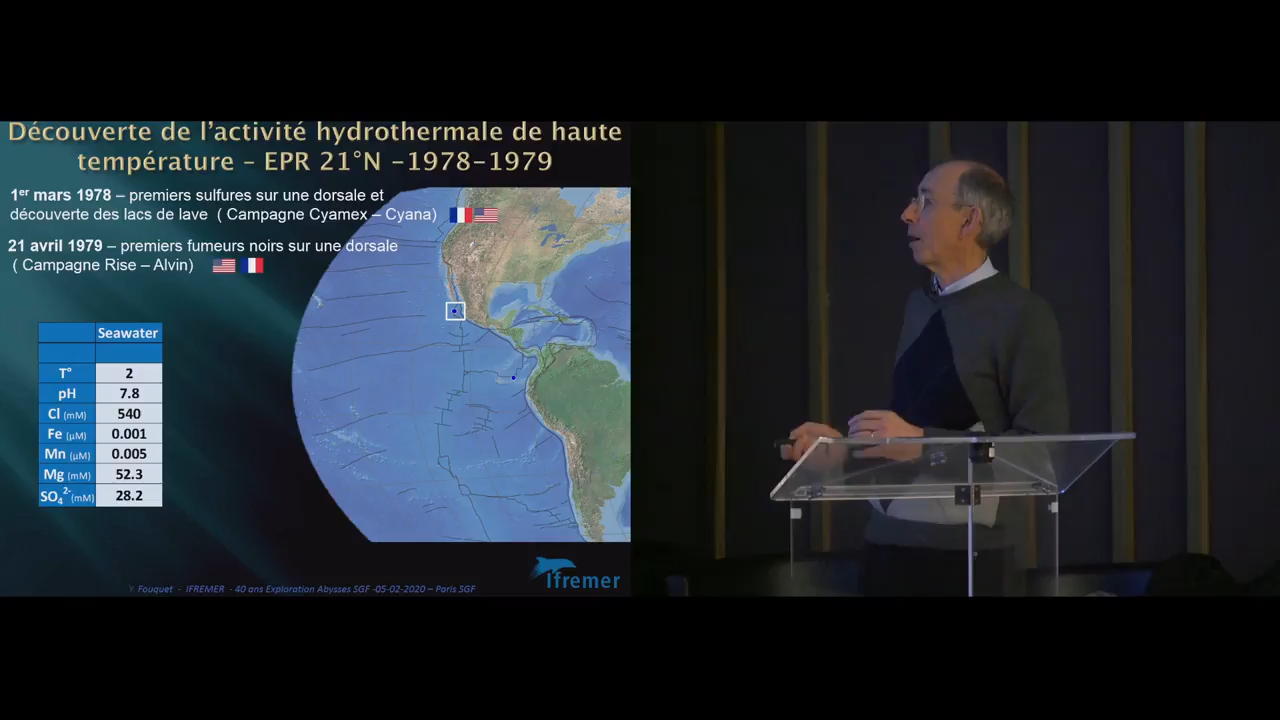 Découverte de l'activité hydrothermale de haute
température – EPR 21°N –1978–1979
1er mars 1978 – premiers sulfures sur une dorsale et
découverte des lacs de lave ( Campagne Cyamex – Cyana)
21 avril 1979 – premiers fumeurs noirs sur une dorsale
( Campagne Rise – Alvin)
Seawater
T° 2
pH 7.8
Cl (mM) 540
Fe (µM) 0.001
Mn (µM) 0.005
Mg (mM) 52.3
SO4 2- (mM) 28.2
Ifremer
Y Fouquet - IFREMER - 40 ans Exploration Abysses SGF -05-02-2020 – Paris SGF